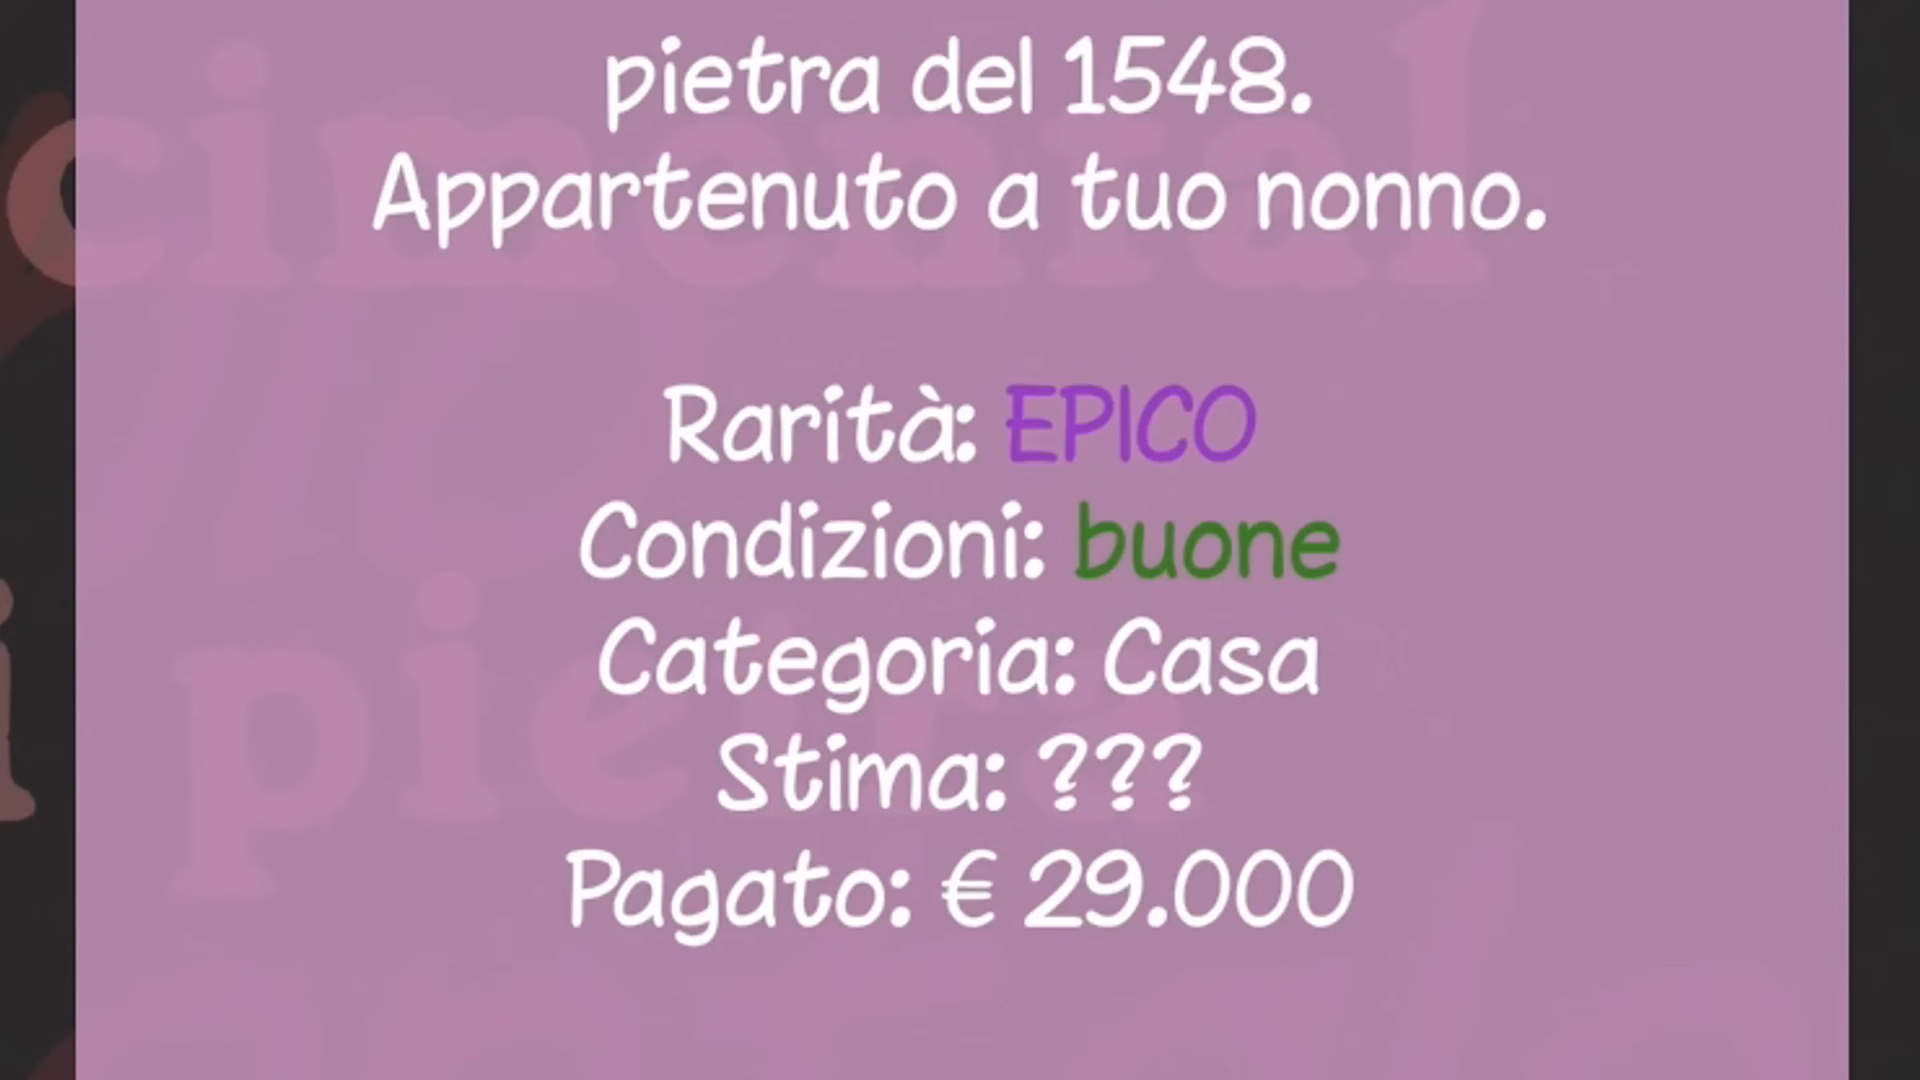 pietra del 1548.
Appartenuto a tuo nonno.
Rarità: EPICO
Condizioni: buone
Categoria: Casa
Stima: ???
Pagato: € 29.000